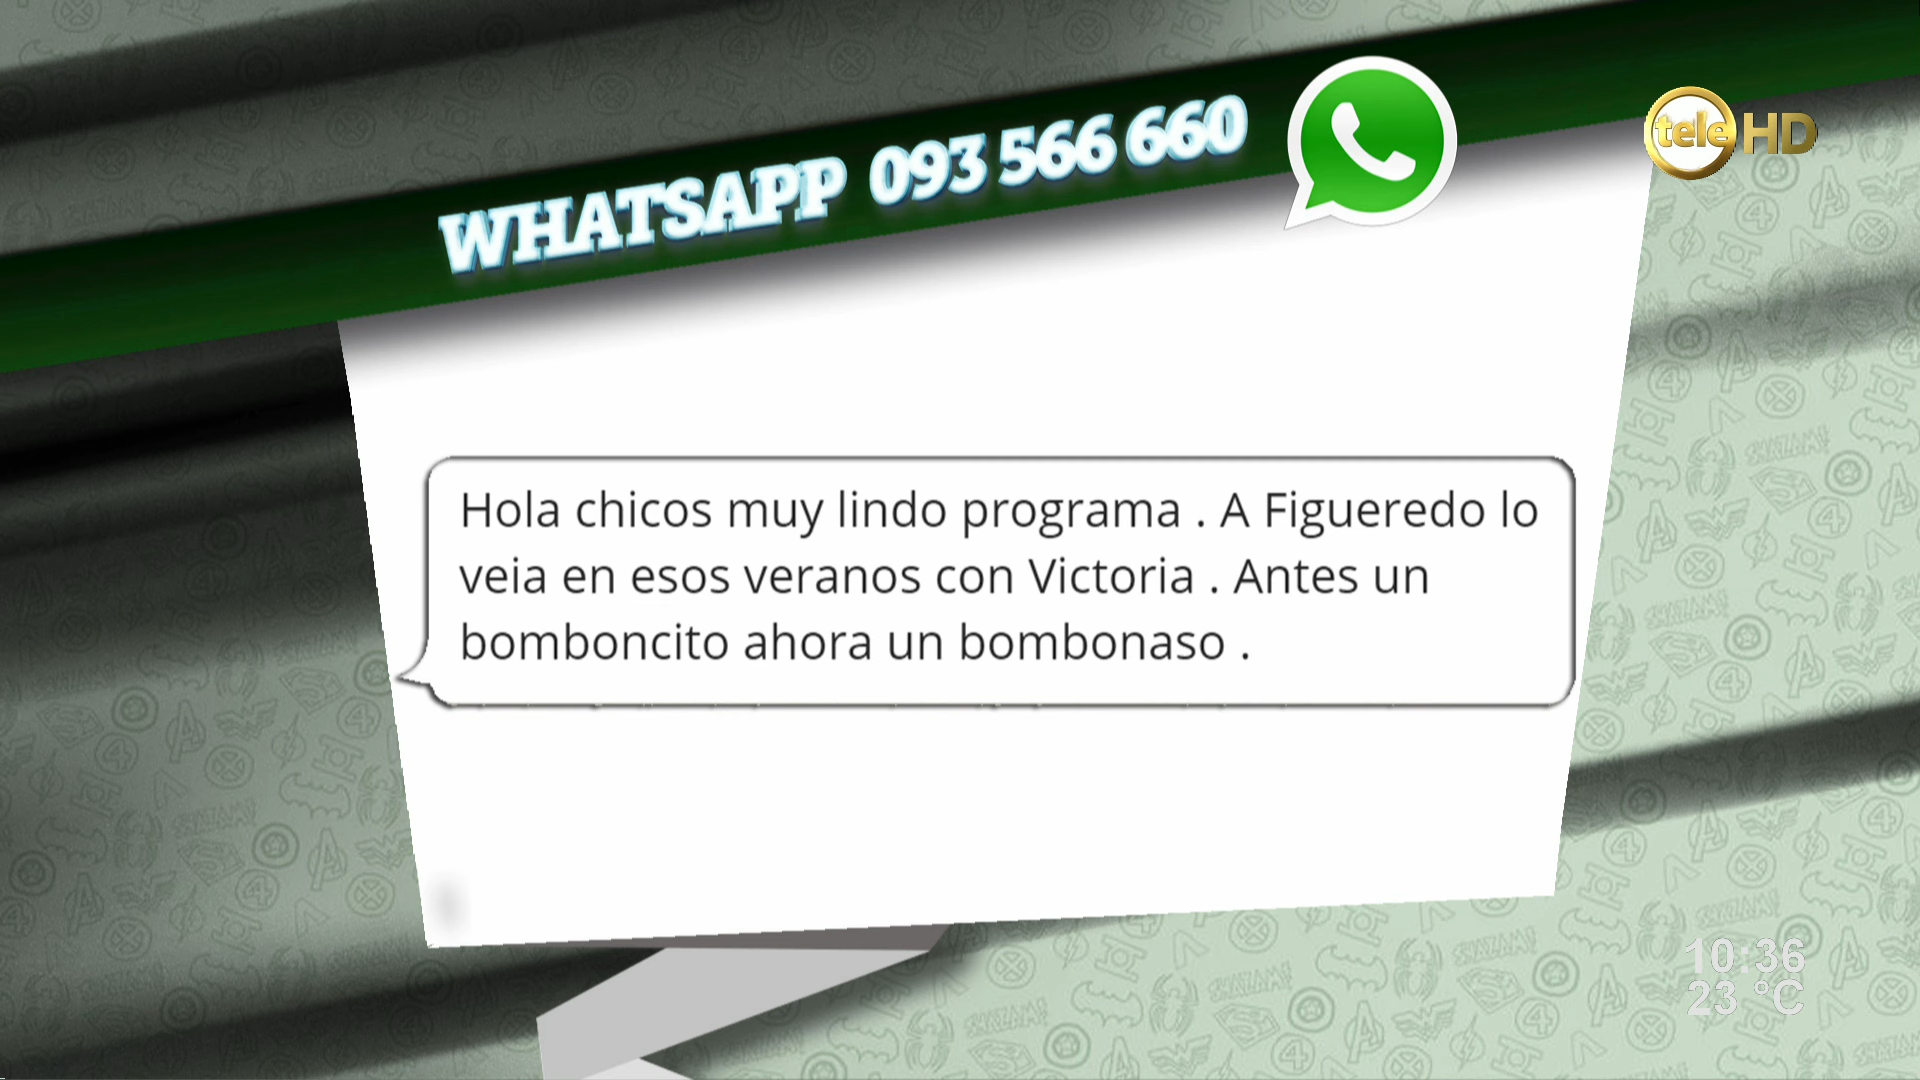 WHATSAPP 093 566 660
tele HD
Hola chicos muy lindo programa . A Figueredo lo
veia en esos veranos con Victoria . Antes un
bomboncito ahora un bombonaso .
10:36
23 °C